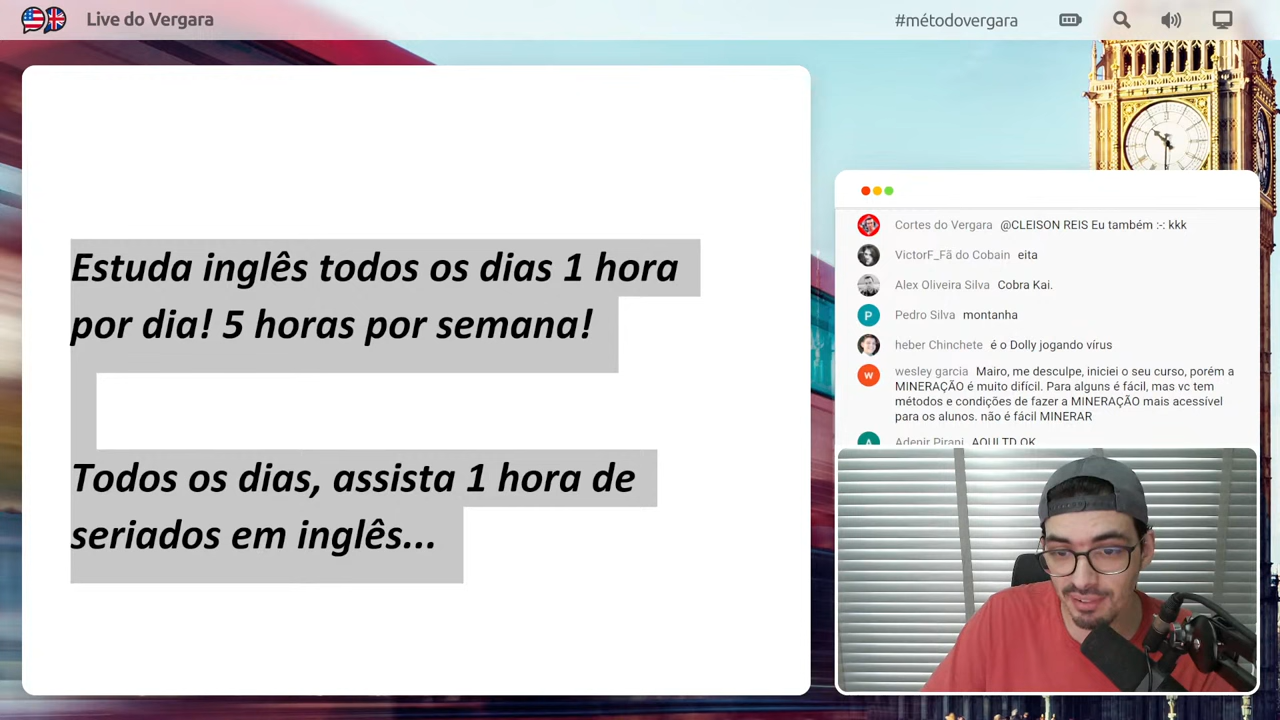 Live do Vergara
#métodovergara
Estuda inglês todos os dias 1 hora
por dia! 5 horas por semana!
Todos os dias, assista 1 hora de
seriados em inglês...
Cortes do Vergara @CLEISON REIS Eu também :-: kkk
VictorF_Fã do Cobain eita
Alex Oliveira Silva Cobra Kai.
P
Pedro Silva montanha
heber Chinchete é o Dolly jogando vírus
w
wesley garcia Mairo, me desculpe, iniciei o seu curso, porém a
MINERAÇÃO é muito difícil. Para alguns é fácil, mas vc tem
métodos e condições de fazer a MINERAÇÃO mais acessível
para os alunos. não é fácil MINERAR
A
Adenir Pirani